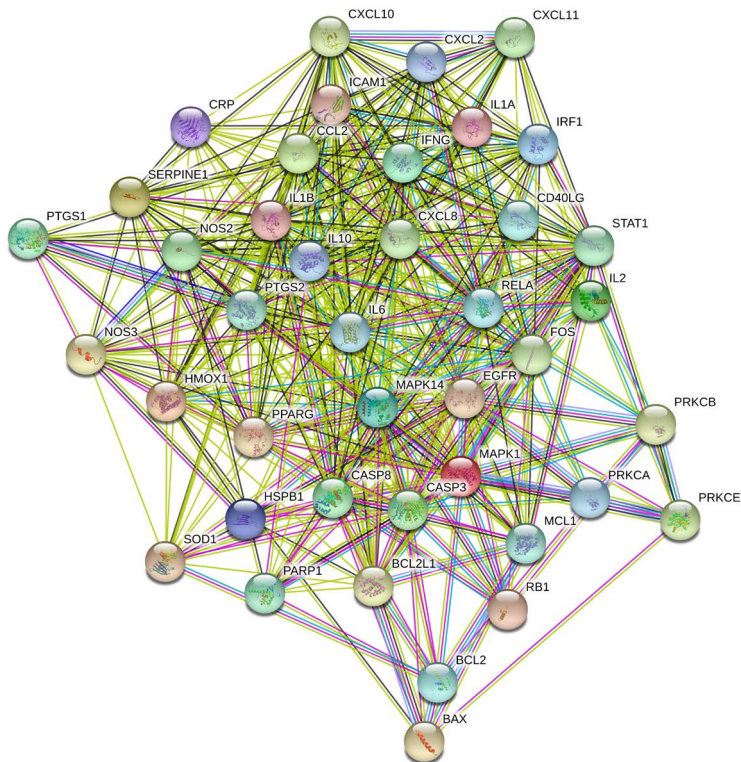 CXCL10
CXCL11
CXCL2
ICAM1
CRP
IL1A
IRF1
CCL2
IFNG
SERPINE1
IL1B
CD40LG
PTGS1
NOS2
CXCL8
STAT1
IL10
IL2
PTGS2
RELA
IL6
NOS3
FOS
HMOX1
MAPK14
EGFR
PPARG
PRKCB
MAPK1
CASP8
CASP3
PRKCA
HSPB1
PRKCE
MCL1
SOD1
PARP1
BCL2L1
RB1
BCL2
BAX